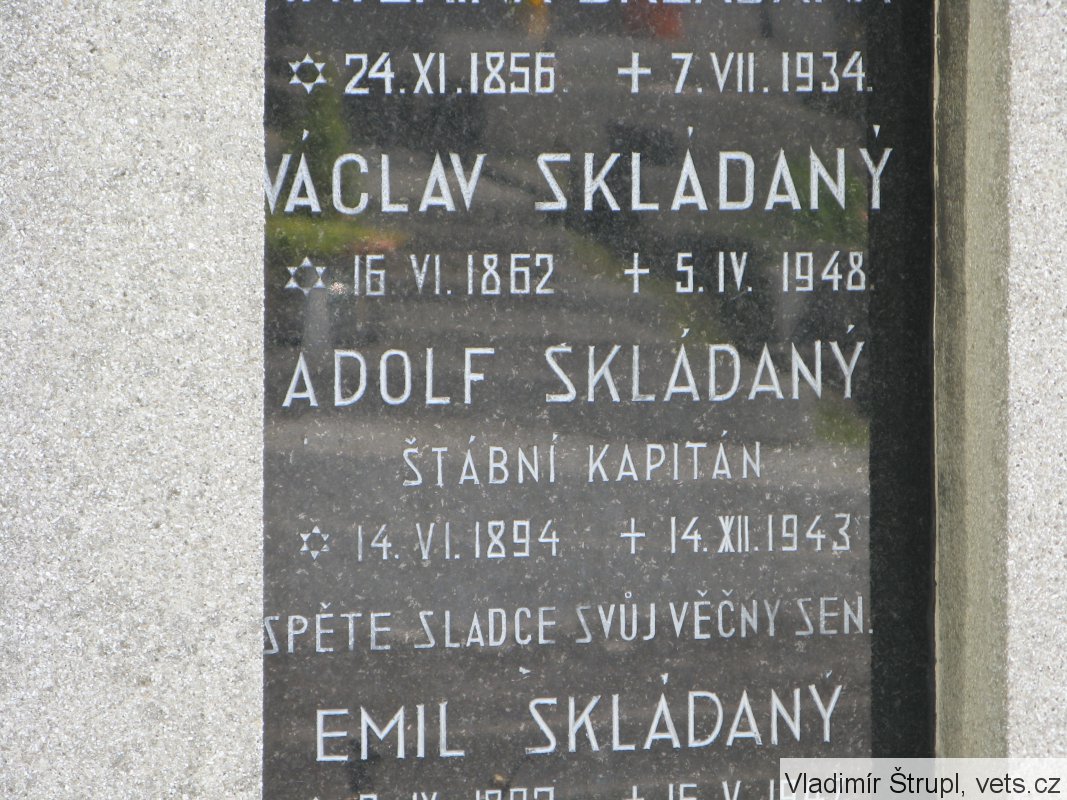 ✡ 24. XI. 1856. + 7. VII. 1934.
VÁCLAV SKLÁDANÝ
✡ 16. VI. 1862 + 5. IV. 1948.
ADOLF SKLÁDANÝ
ŠTÁBNÍ KAPITÁN
✡ 14. VI. 1894 + 14. XII. 1943
SPĚTE SLADCE SVŮJ VĚČNÝ SEN.
EMIL SKLÁDANÝ
Vladimír Štrupl, vets.cz